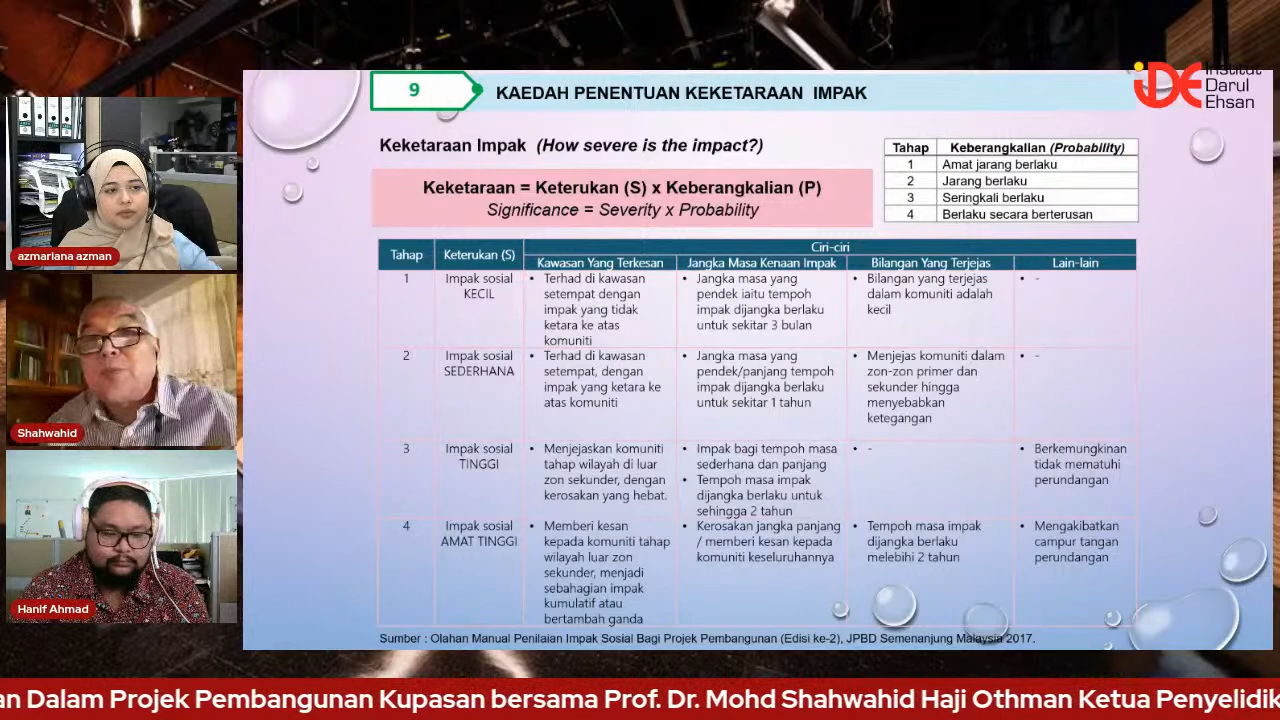 9
KAEDAH PENENTUAN KEKETARAAN IMPAK
Institut
Darul
Ehsan
IDE
Keketaraan Impak (How severe is the impact?)
Keketaraan = Keterukan (S) x Keberangkalian (P)
Significance = Severity x Probability
Tahap Keberangkalian (Probability)
1 Amat jarang berlaku
2 Jarang berlaku
3 Seringkali berlaku
4 Berlaku secara berterusan
Tahap Keterukan (S) Ciri-ciri
Kawasan Yang Terkesan Jangka Masa Kenaan Impak Bilangan Yang Terjejas Lain-lain
1
Impak sosial
KECIL
• Terhad di kawasan
setempat dengan
impak yang tidak
ketara ke atas
komuniti
• Jangka masa yang
pendek iaitu tempoh
impak dijangka berlaku
untuk sekitar 3 bulan
• Bilangan yang terjejas
dalam komuniti adalah
kecil
• -
2
Impak sosial
SEDERHANA
• Terhad di kawasan
setempat, dengan
impak yang ketara ke
atas komuniti
• Jangka masa yang
pendek/panjang tempoh
impak dijangka berlaku
untuk sekitar 1 tahun
• Menjejas komuniti dalam
zon-zon primer dan
sekunder hingga
menyebabkan
ketegangan
• -
3
Impak sosial
TINGGI
• Menjejaskan komuniti
tahap wilayah di luar
zon sekunder, dengan
kerosakan yang hebat.
• Impak bagi tempoh masa
sederhana dan panjang
• Tempoh masa impak
dijangka berlaku untuk
sehingga 2 tahun
• -
• Berkemungkinan
tidak mematuhi
perundangan
4
Impak sosial
AMAT TINGGI
• Memberi kesan
kepada komuniti tahap
wilayah luar zon
sekunder, menjadi
sebahagian impak
kumulatif atau
bertambah ganda
• Kerosakan jangka panjang
/ memberi kesan kepada
komuniti keseluruhannya
• Tempoh masa impak
dijangka berlaku
melebihi 2 tahun
• Mengakibatkan
campur tangan
perundangan
Sumber : Olahan Manual Penilaian Impak Sosial Bagi Projek Pembangunan (Edisi ke-2), JPBD Semenanjung Malaysia 2017.
azmarlana azman
Shahwahid
Hanif Ahmad
an Dalam Projek Pembangunan Kupasan bersama Prof. Dr. Mohd Shahwahid Haji Othman Ketua Penyelidik